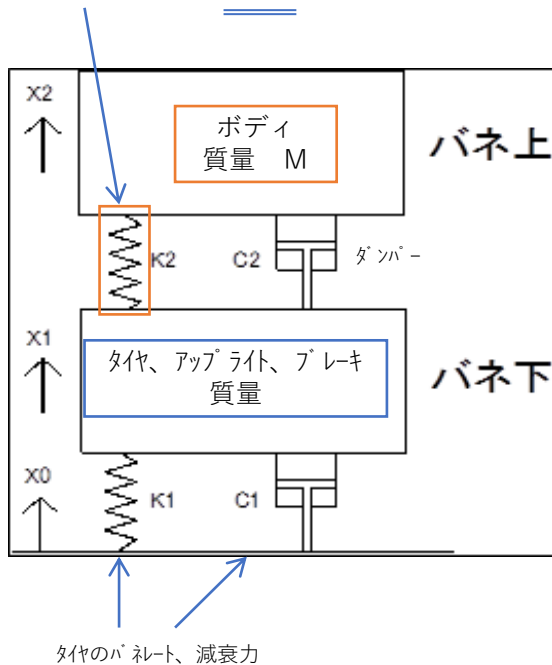 X2
ボディ
質量 M
バネ上
K2
C2
ﾀﾞﾝﾊﾟｰ
X1
ﾀｲﾔ、ｱｯﾌﾟﾗｲﾄ、ﾌﾞﾚｰｷ
質量
バネ下
X0
K1
C1
ﾀｲﾔのﾊﾞﾈﾚｰﾄ、減衰力